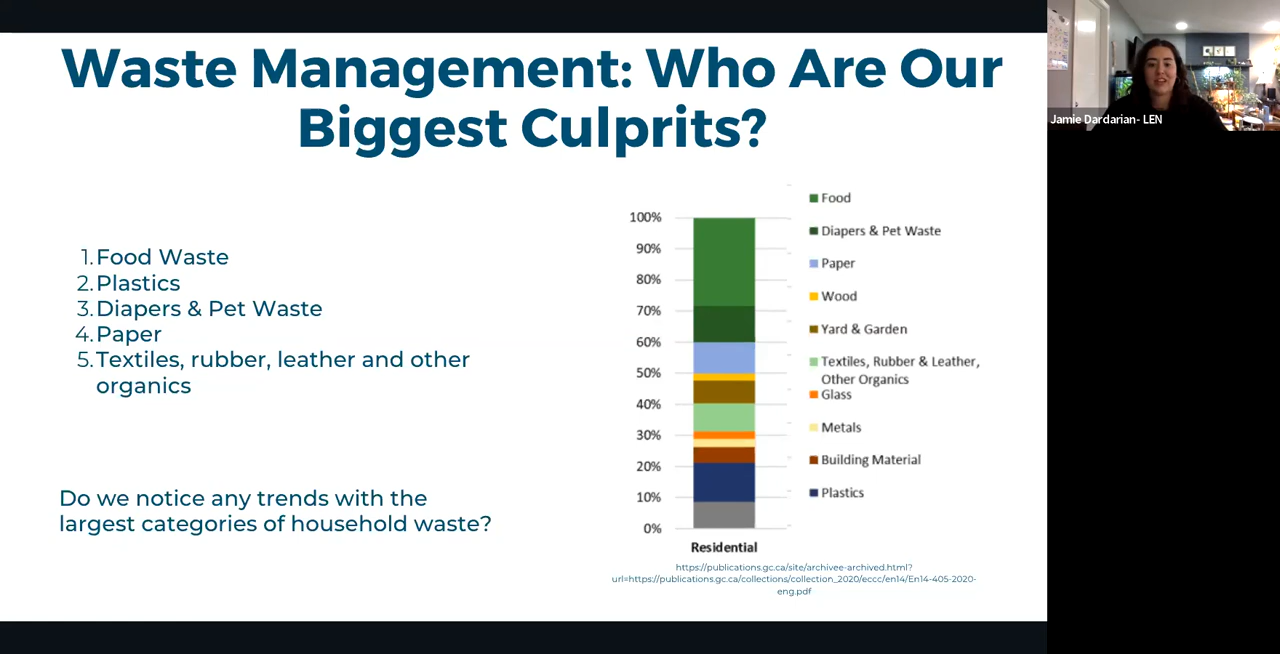 Waste Management: Who Are Our
Biggest Culprits?
Jamie Dardarian- LEN
1. Food Waste
2. Plastics
3. Diapers & Pet Waste
4. Paper
5. Textiles, rubber, leather and other
organics
Do we notice any trends with the
largest categories of household waste?
100%
90%
80%
70%
60%
50%
40%
30%
20%
10%
0%
Residential
Food
Diapers & Pet Waste
Paper
Wood
Yard & Garden
Textiles, Rubber & Leather,
Other Organics
Glass
Metals
Building Material
Plastics
https://publications.gc.ca/site/archivee-archived.html?
url=https://publications.gc.ca/collections/collection_2020/eccc/en14/En14-405-2020-
eng.pdf